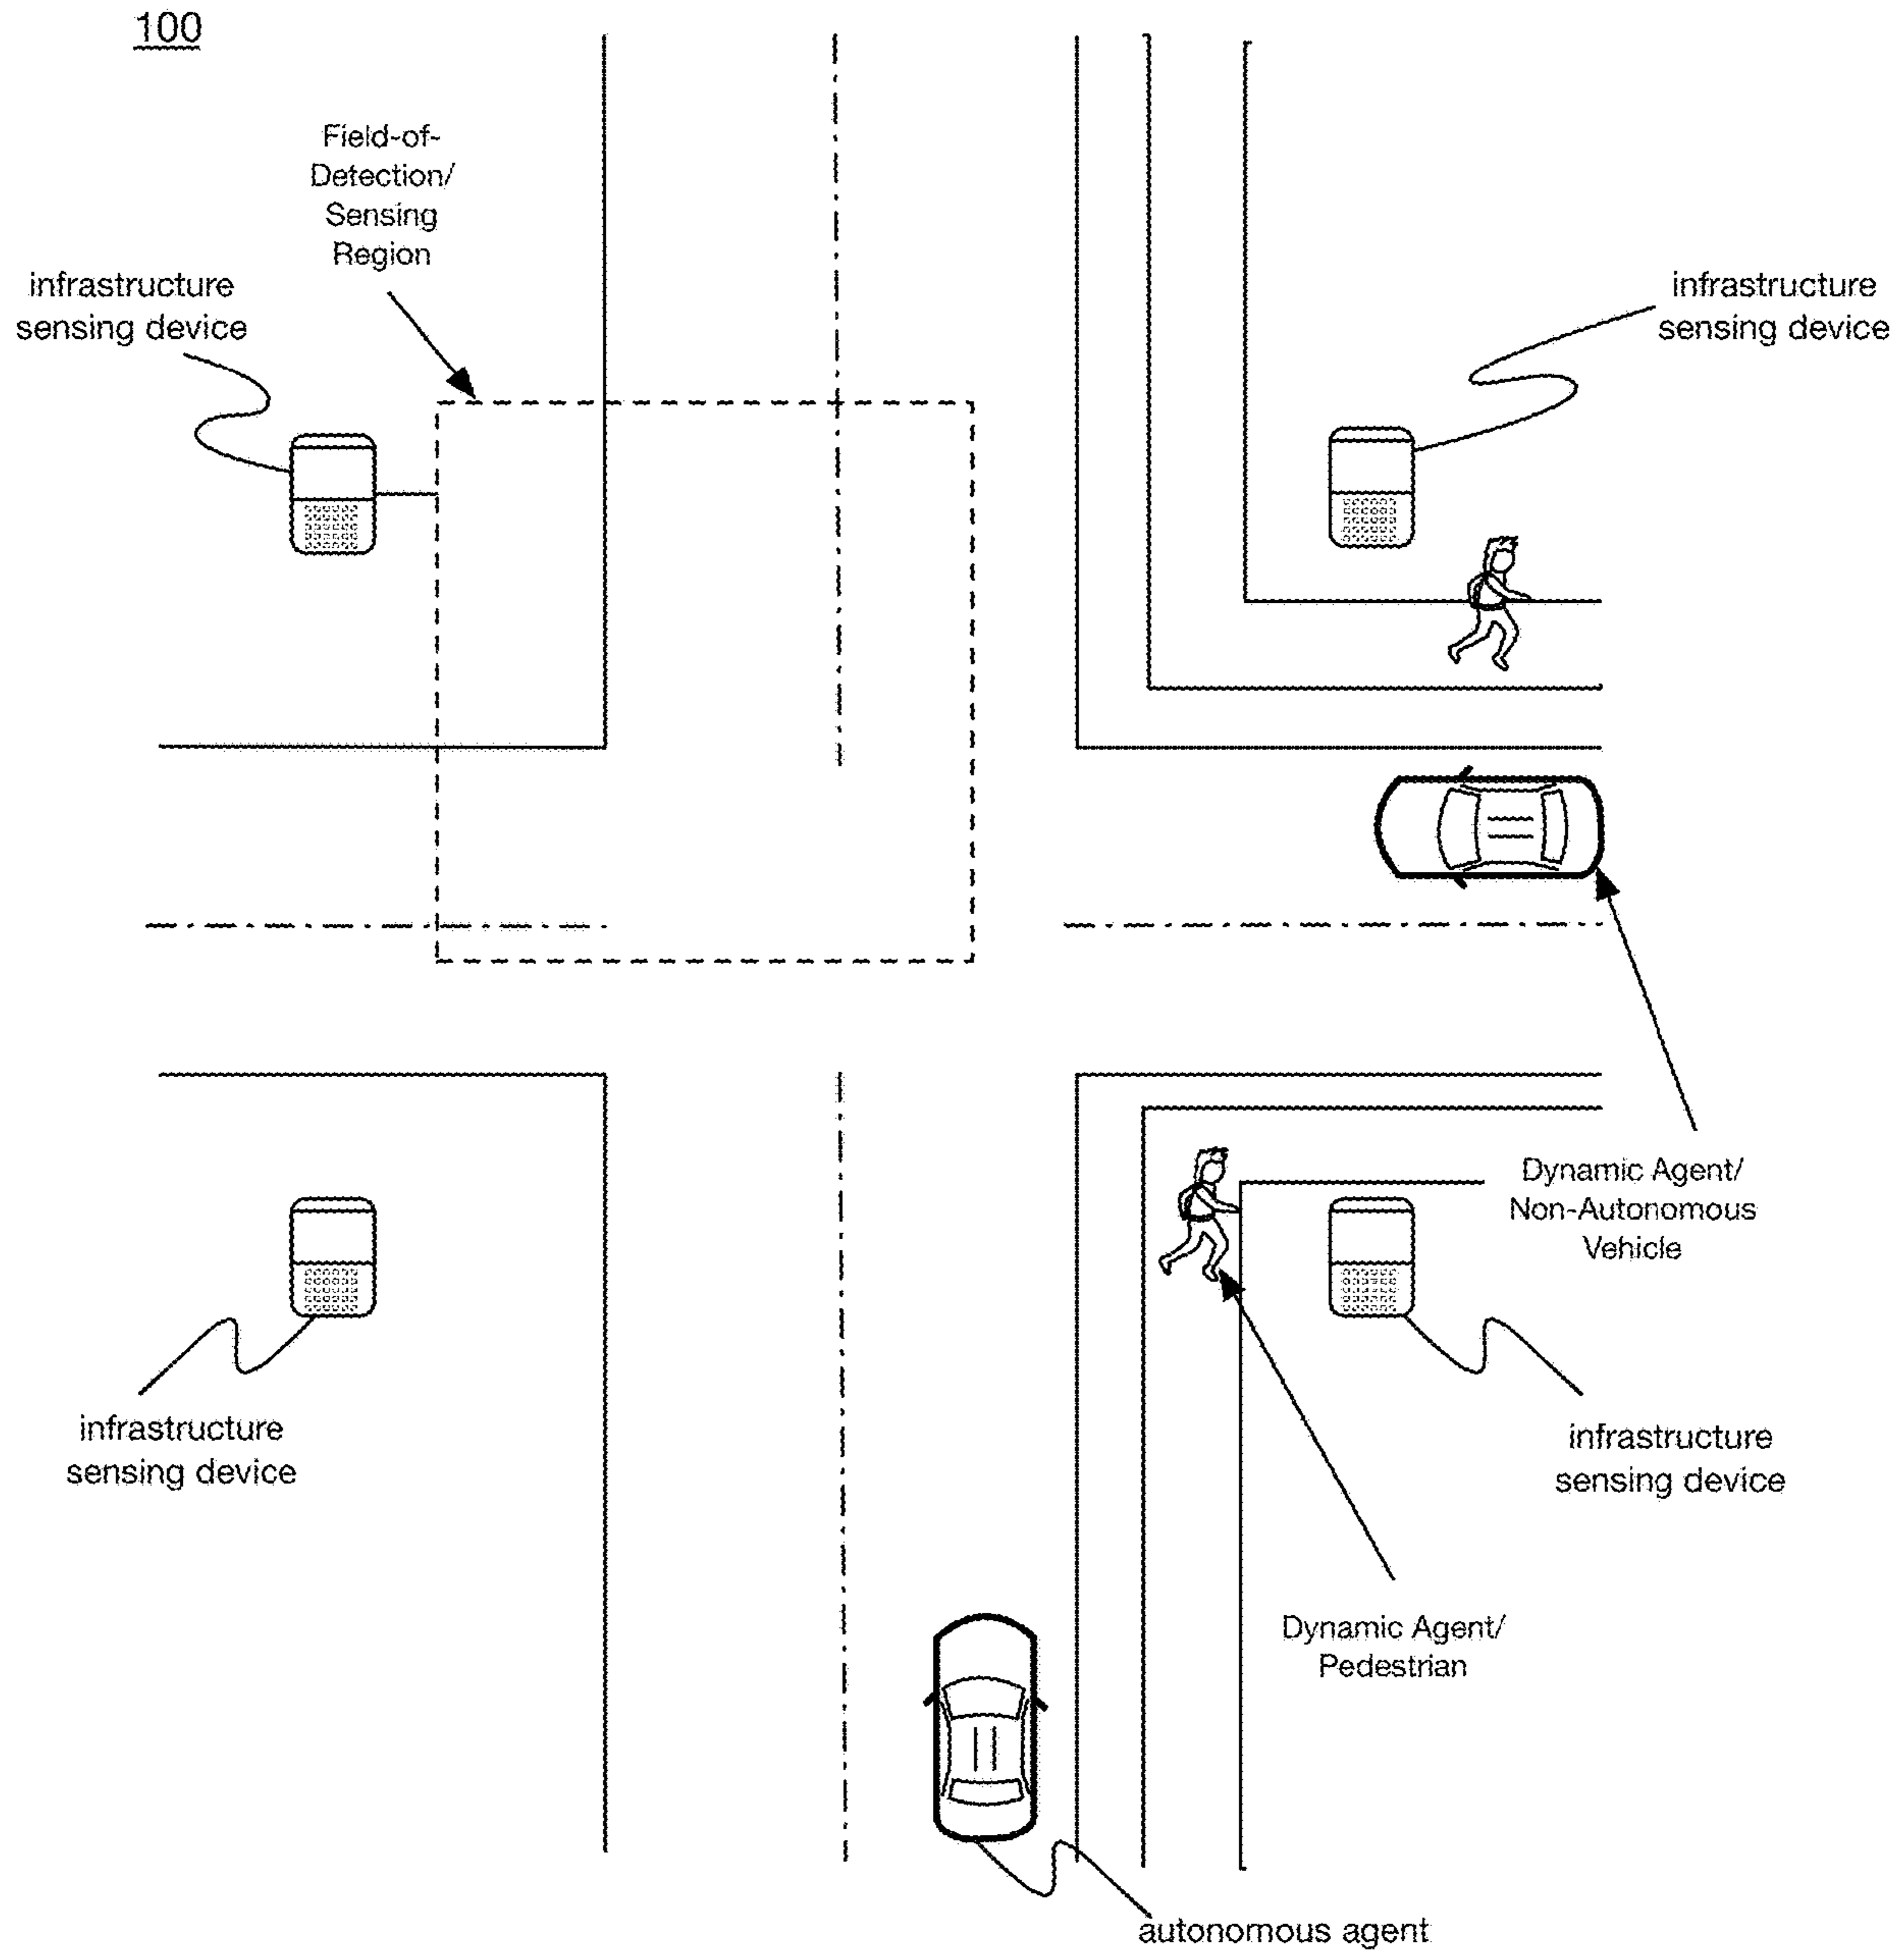 100
Field-of-
Detection/
Sensing
Region
infrastructure
sensing device
infrastructure
sensing device
Dynamic Agent/
Non-Autonomous
Vehicle
infrastructure
sensing device
infrastructure
sensing device
Dynamic Agent/
Pedestrian
autonomous agent